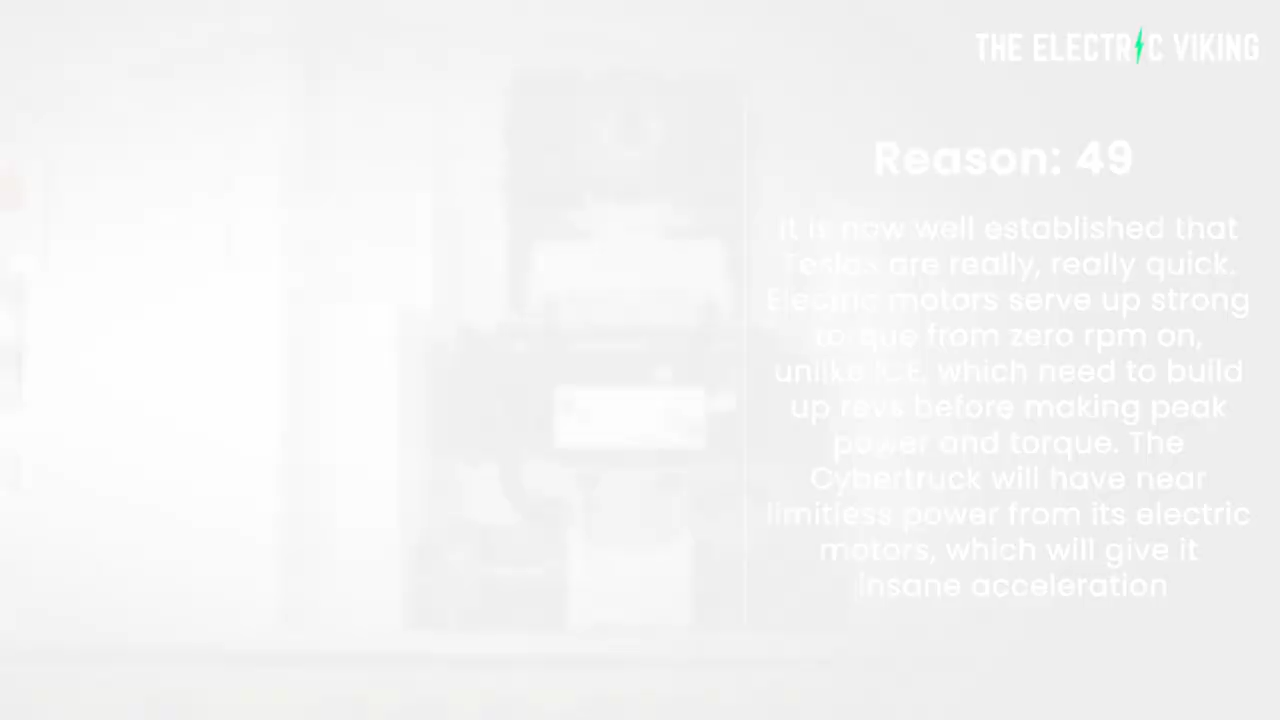 THE ELECTRIC VIKING
Reason: 49
It is now well established that
Teslas are really, really quick.
Electric motors serve up strong
torque from zero rpm on,
unlike ICE, which need to build
up revs before making peak
power and torque. The
Cybertruck will have near
limitless power from its electric
motors, which will give it
insane acceleration